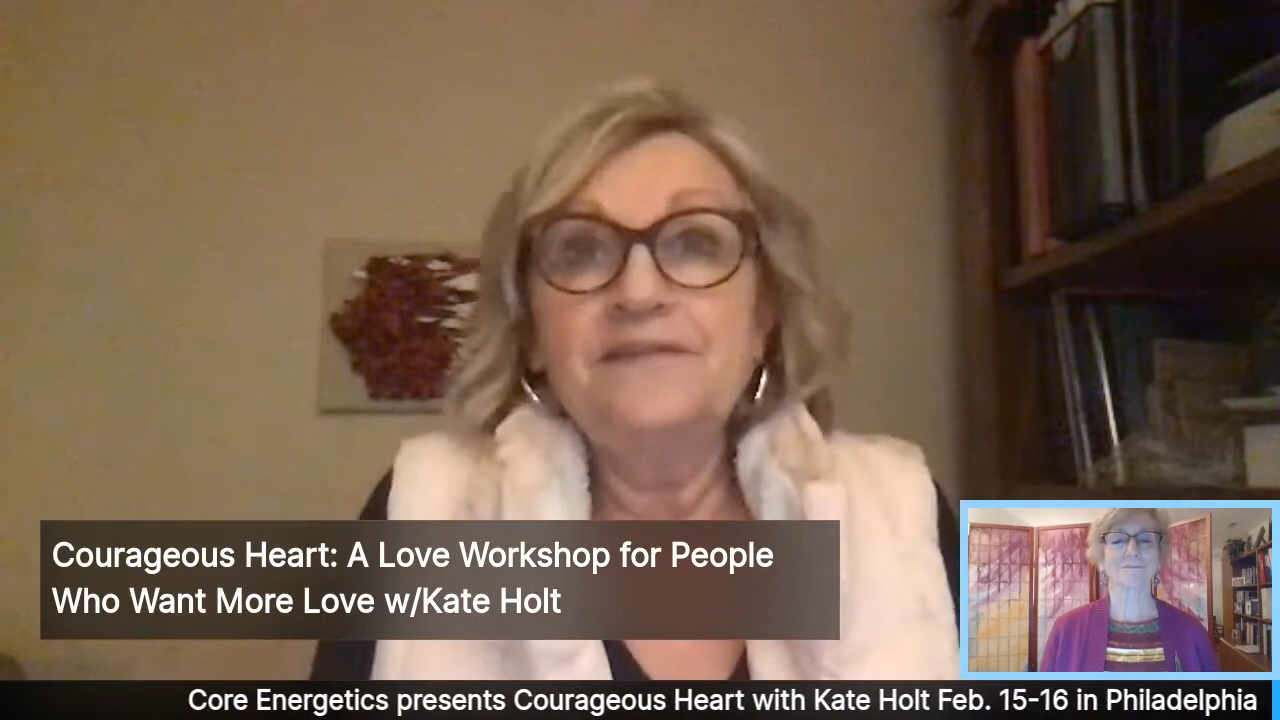 Courageous Heart: A Love Workshop for People
Who Want More Love w/Kate Holt
Core Energetics presents Courageous Heart with Kate Holt Feb. 15-16 in Philadelphia